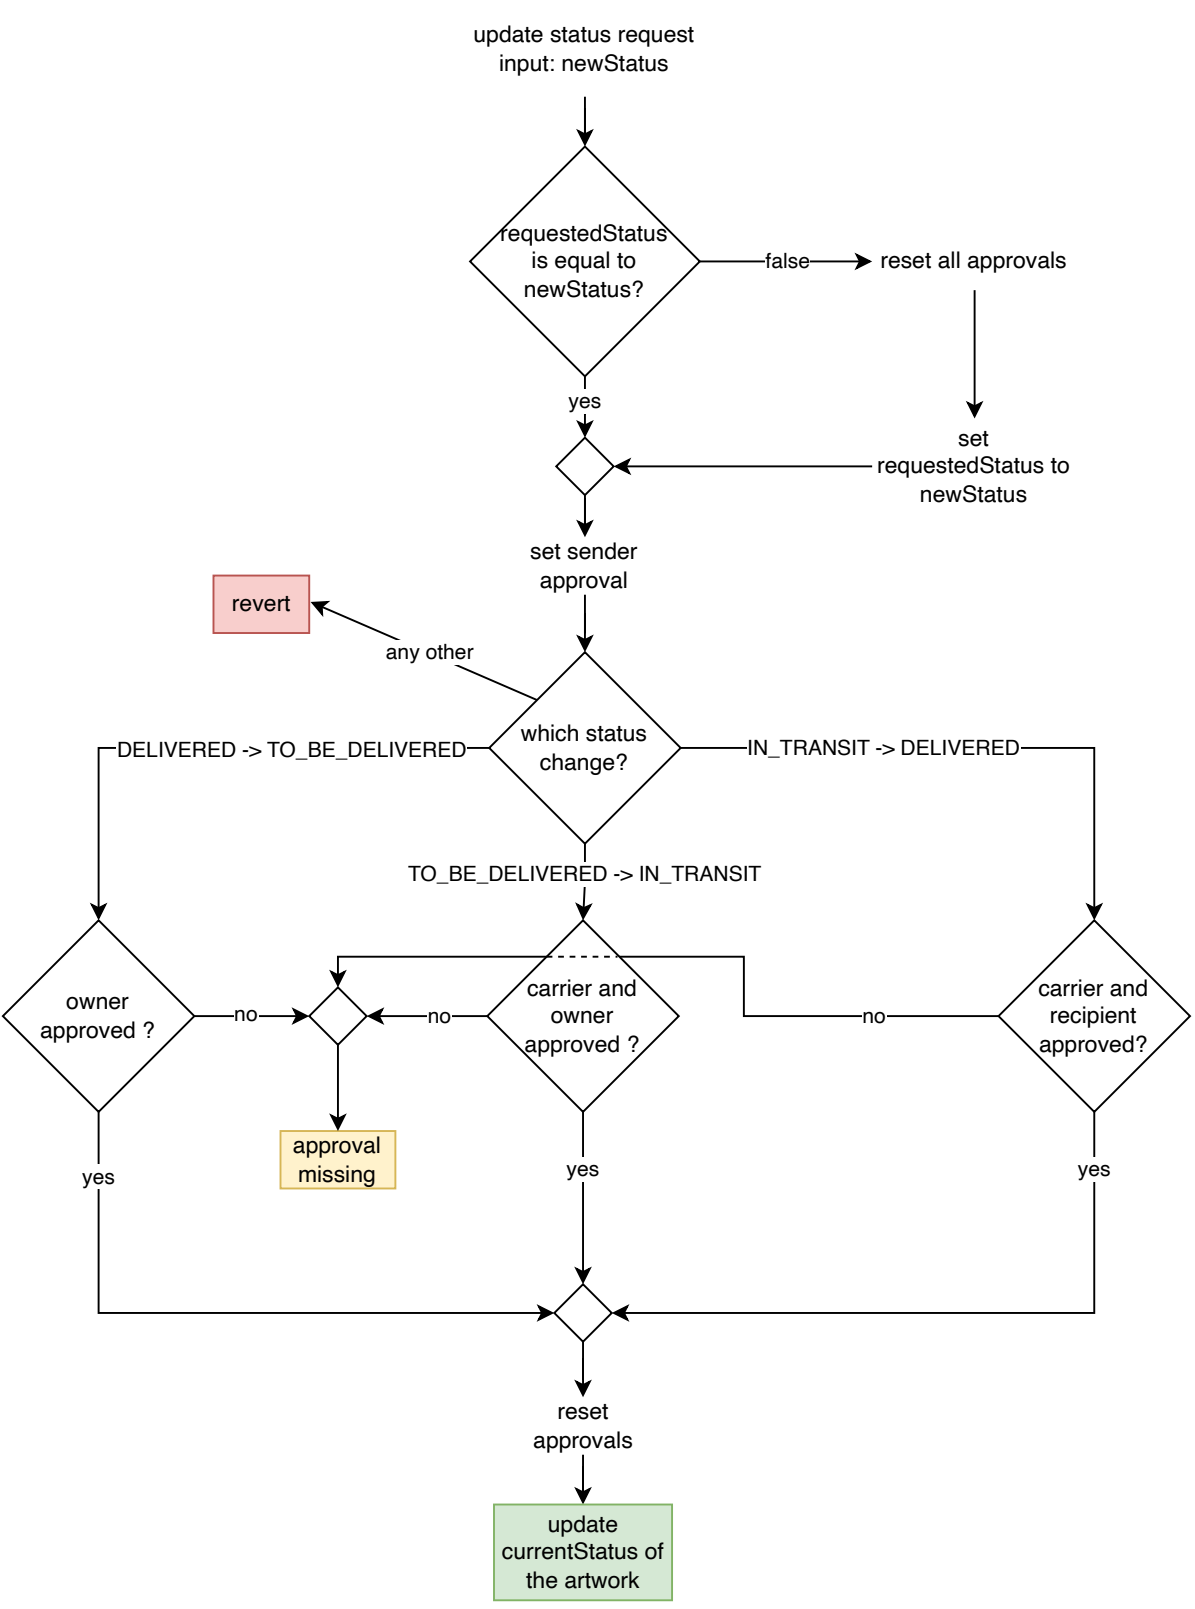 update status request
input: newStatus
requestedStatus
is equal to
newStatus?
false
reset all approvals
yes
set
requestedStatus to
newStatus
set sender
approval
revert
any other
which status
change?
DELIVERED -> TO_BE_DELIVERED
IN_TRANSIT -> DELIVERED
TO_BE_DELIVERED -> IN_TRANSIT
owner
approved ?
no
no
carrier and
owner
approved ?
no
carrier and
recipient
approved?
approval
missing
yes
yes
yes
reset
approvals
update
currentStatus of
the artwork